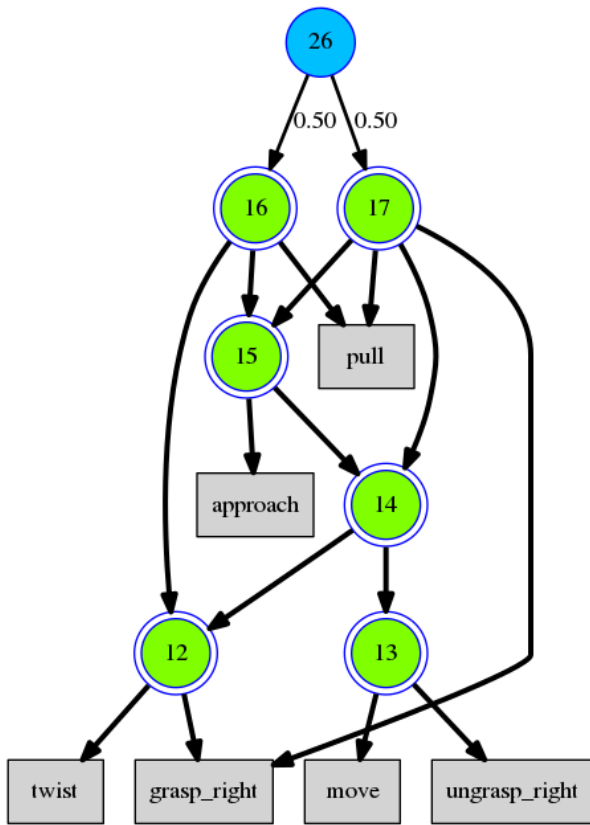 26
0.50
0.50
16
17
15
pull
approach
14
12
13
twist
grasp_right
move
ungrasp_right